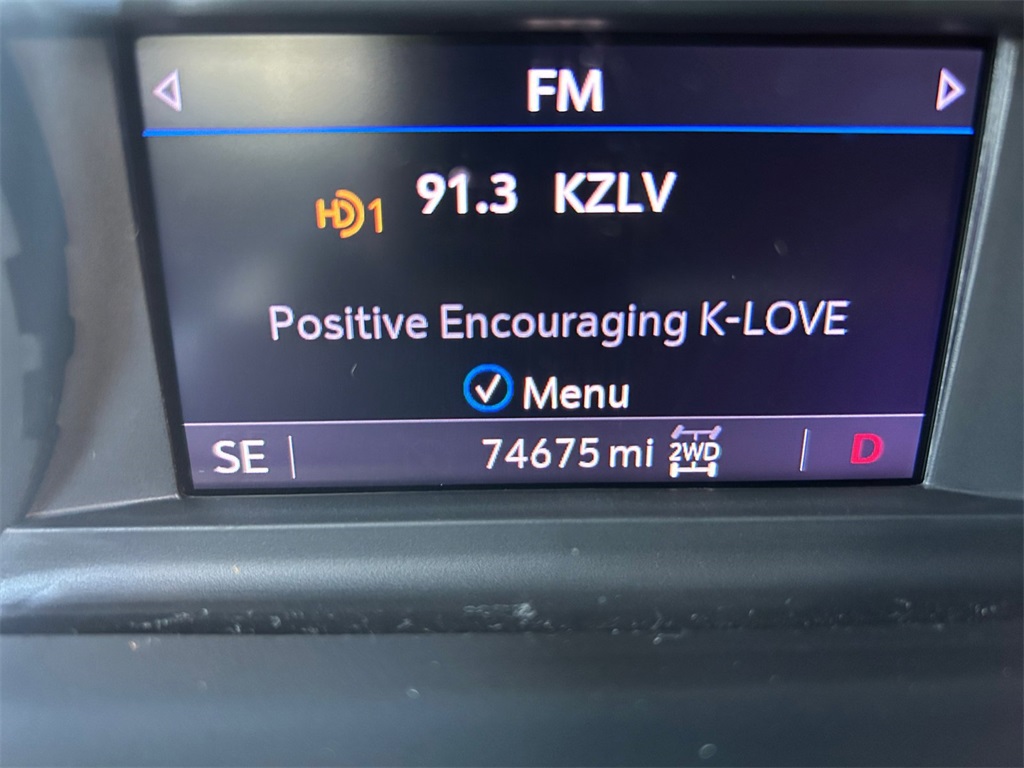 FM
HD1 91.3 KZLV
Positive Encouraging K-LOVE
Menu
SE 74675 mi 2WD D